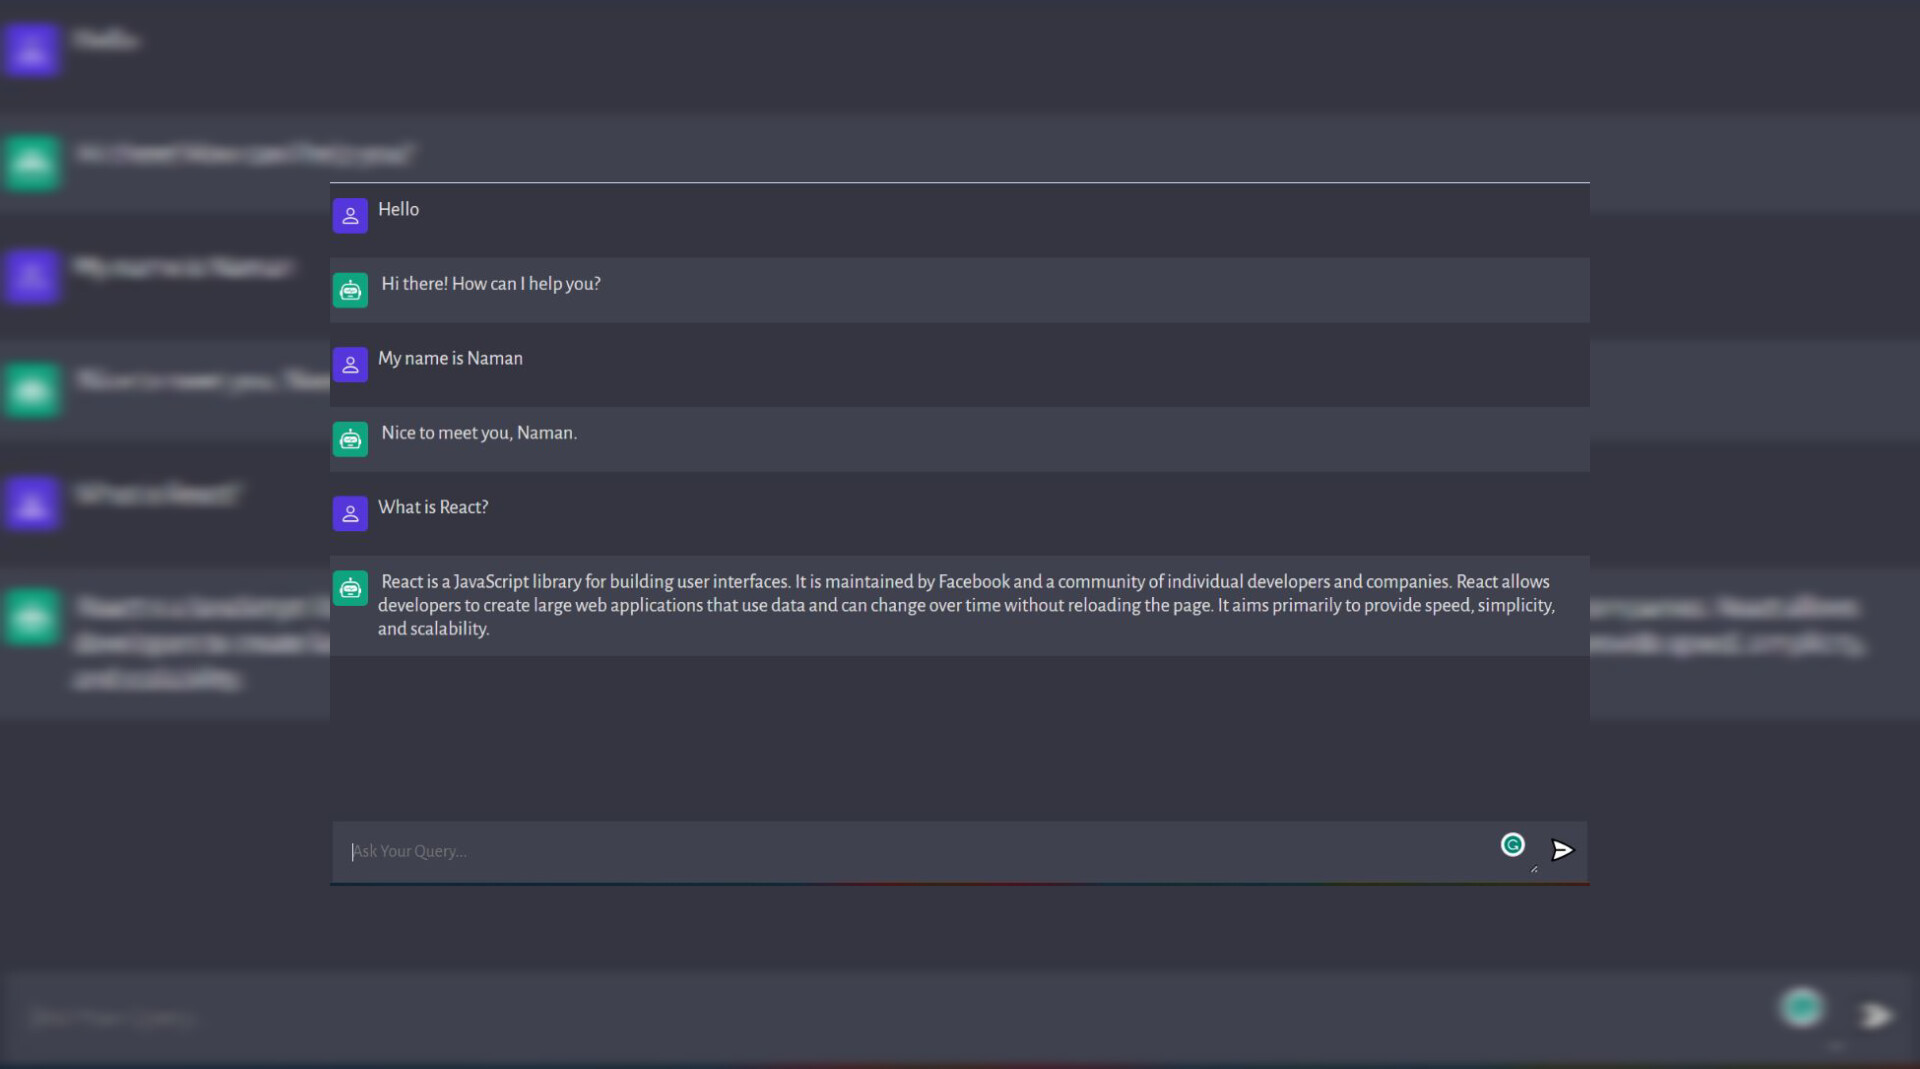 Hello
Hi there! How can I help you?
My name is Naman
Nice to meet you, Naman.
What is React?
React is a JavaScript library for building user interfaces. It is maintained by Facebook and a community of individual developers and companies. React allows
developers to create large web applications that use data and can change over time without reloading the page. It aims primarily to provide speed, simplicity,
and scalability.
Ask Your Query...